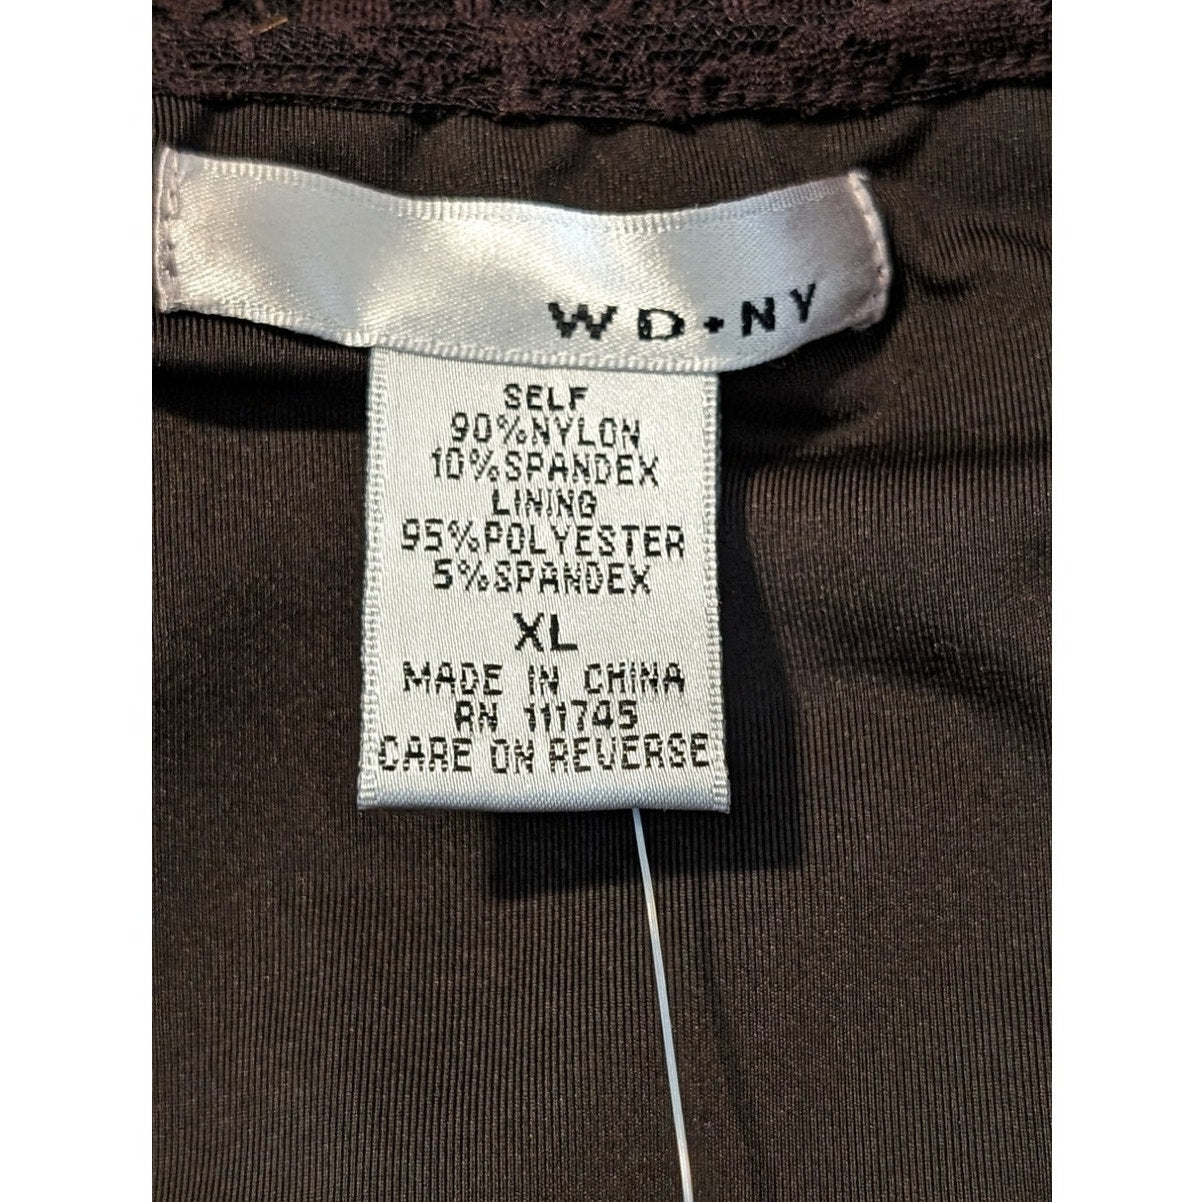 WD•NY
SELF
90%NYLON
10%SPANDEX
LINING
95%POLYESTER
5%SPANDEX
XL
MADE IN CHINA
RN 111745
CARE ON REVERSE